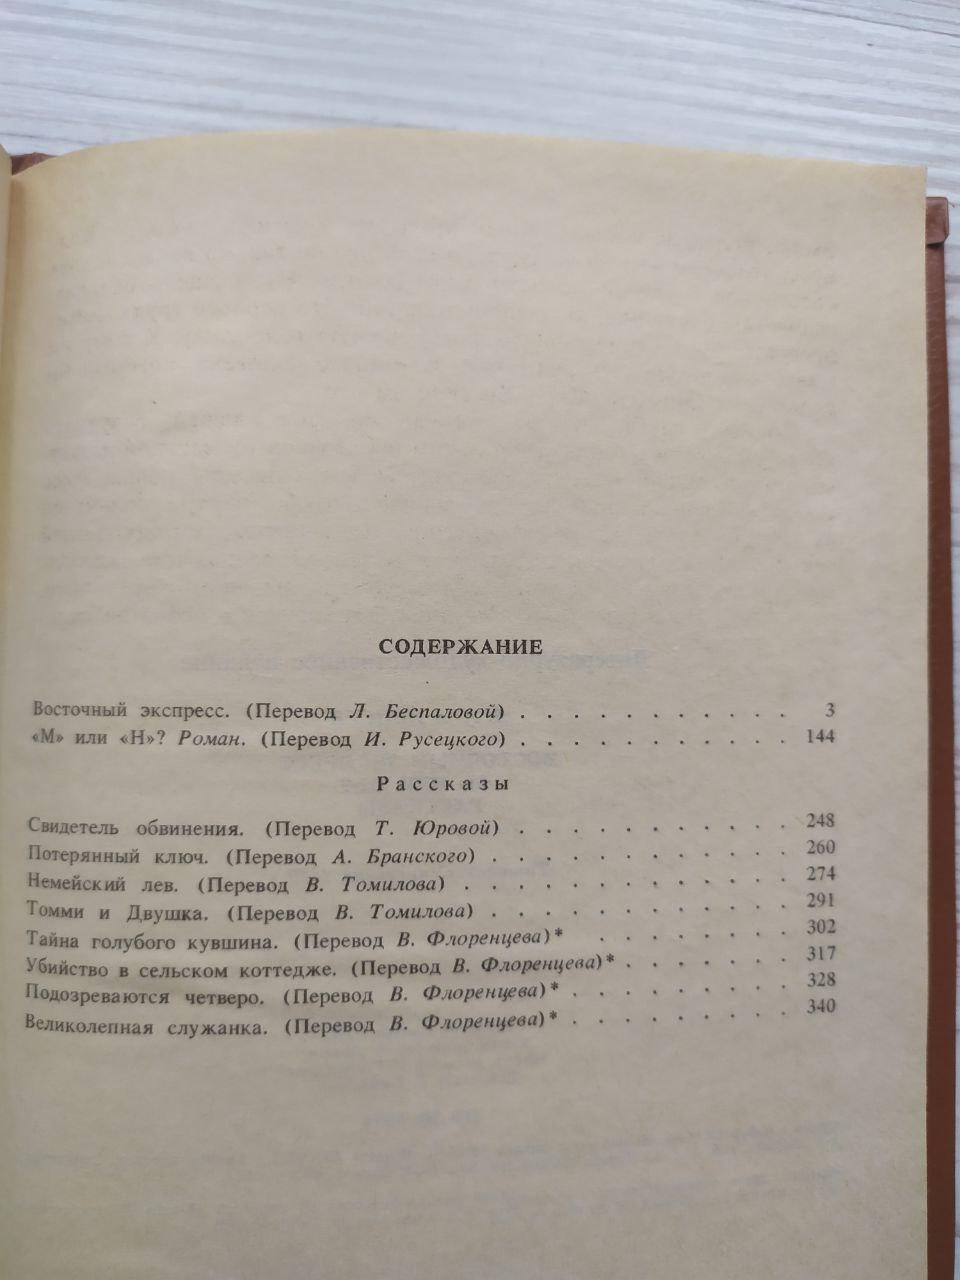 СОДЕРЖАНИЕ
Восточный экспресс. (Перевод Л. Беспаловой) . . . . . . . . . . . 3
«М» или «Н»? Роман. (Перевод И. Русецкого) . . . . . . . . . . . 144
Рассказы
Свидетель обвинения. (Перевод Т. Юровой) . . . . . . . . . . . 248
Потерянный ключ. (Перевод А. Бранского) . . . . . . . . . . . . 260
Немейский лев. (Перевод В. Томилова) . . . . . . . . . . . . . 274
Томми и Двушка. (Перевод В. Томилова) . . . . . . . . . . . . 291
Тайна голубого кувшина. (Перевод В. Флоренцева)* . . . . . . . . 302
Убийство в сельском коттедже. (Перевод В. Флоренцева)* . . . . . . . 317
Подозреваются четверо. (Перевод В. Флоренцева)* . . . . . . . . . 328
Великолепная служанка. (Перевод В. Флоренцева)* . . . . . . . . . 340